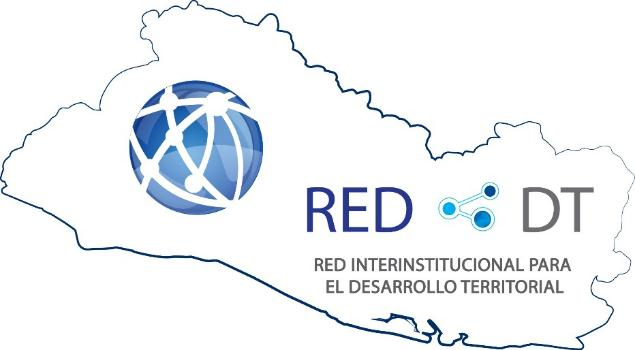 RED DT
RED INTERINSTITUCIONAL PARA
EL DESARROLLO TERRITORIAL